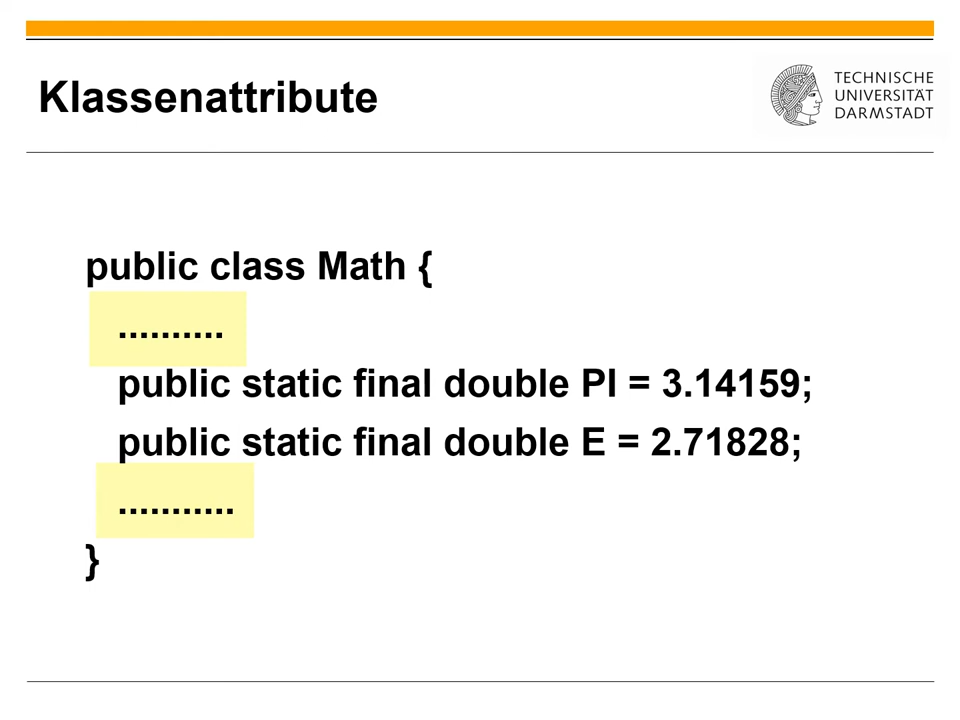 Klassenattribute
TECHNISCHE
UNIVERSITÄT
DARMSTADT
public class Math {
..........
public static final double PI = 3.14159;
public static final double E = 2.71828;
...........
}